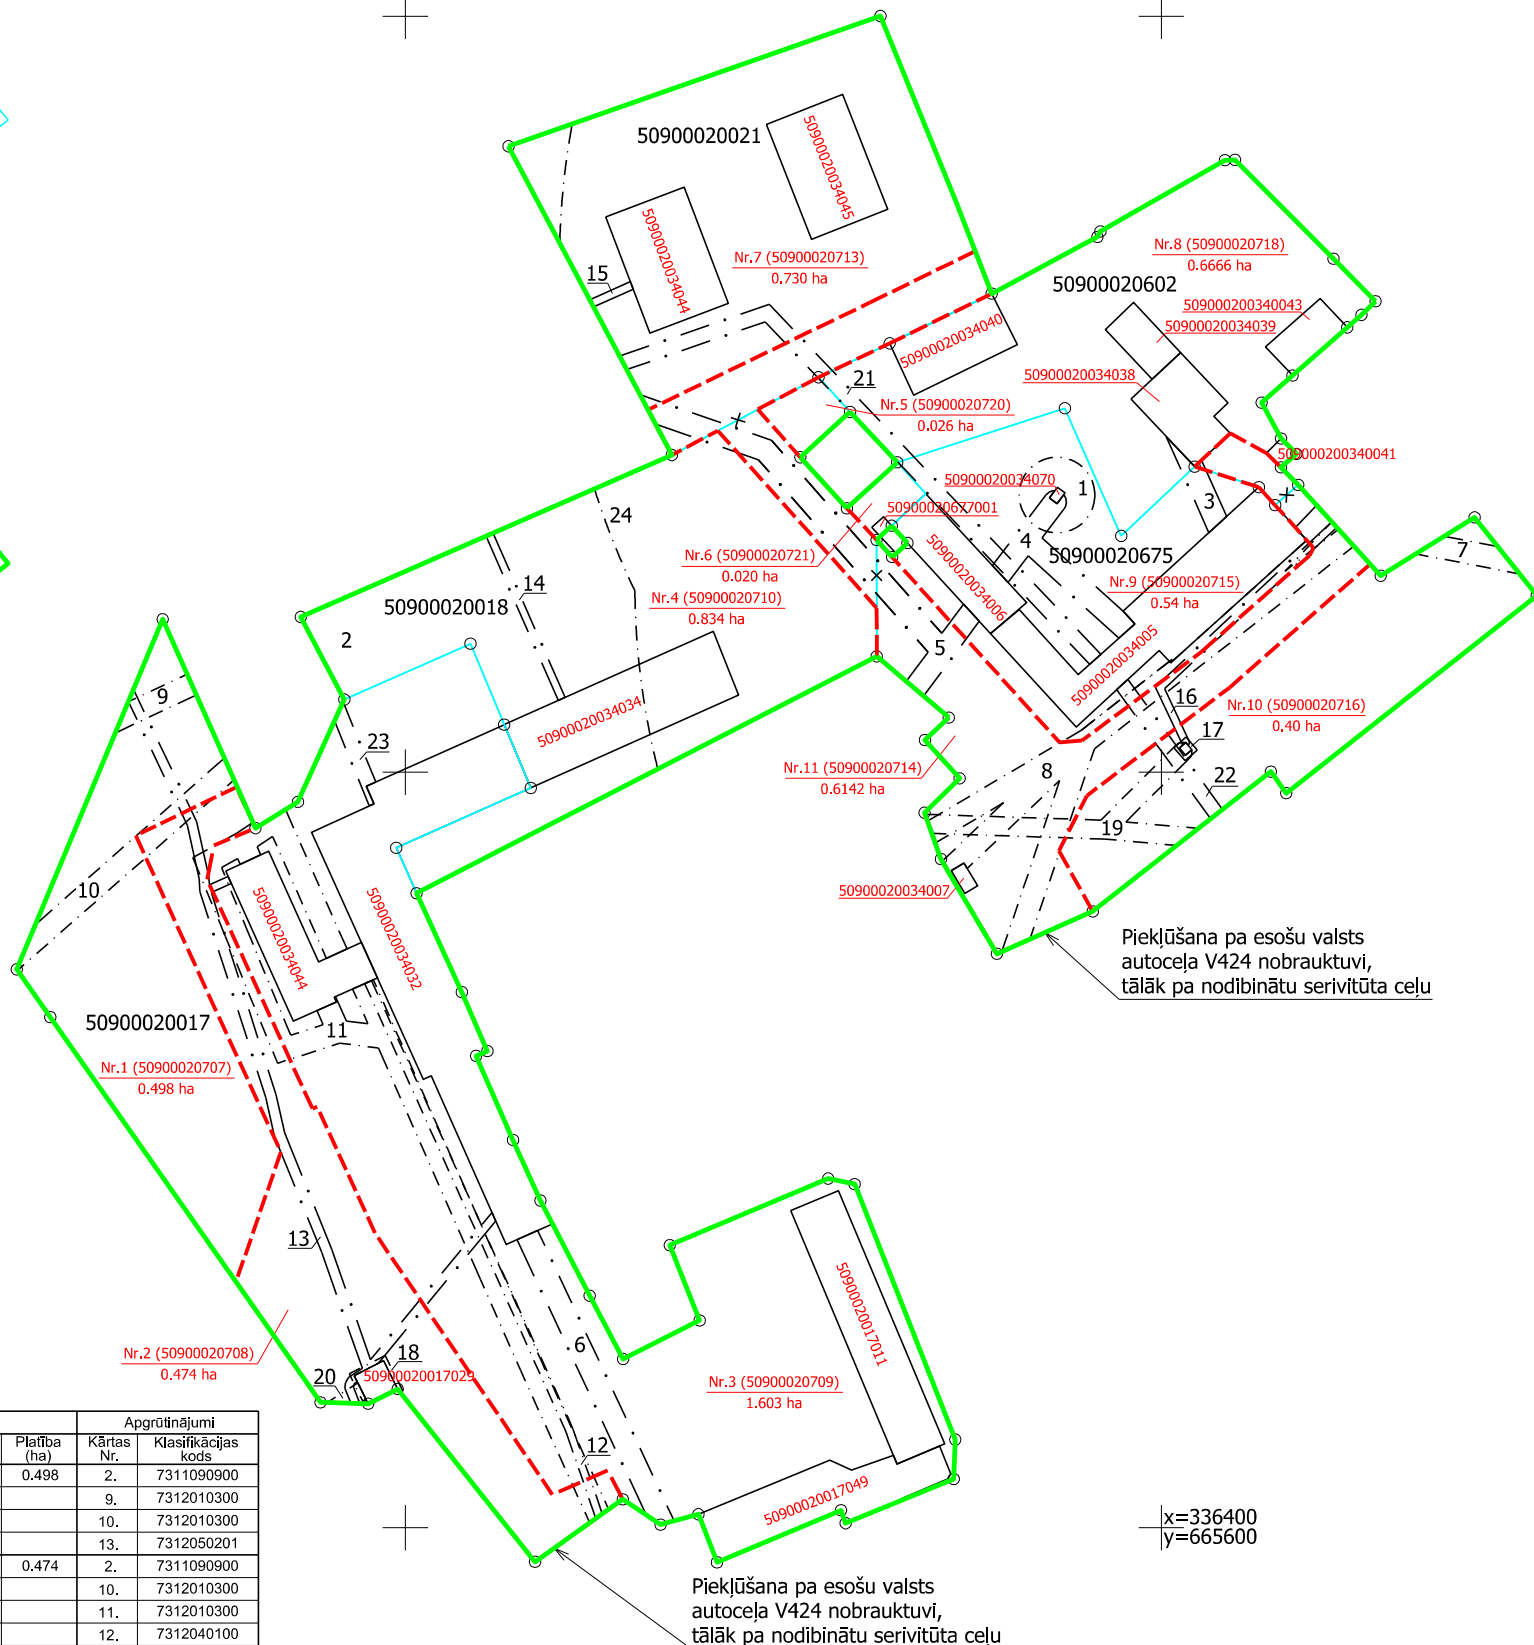 50900020021
50900020034045
50900020034044
15
Nr.7 (50900020713)
0.730 ha
Nr.8 (50900020718)
0.6666 ha
50900020602
509000200340043
50900020034039
50900020034040
50900020034038
21
Nr.5 (50900020720)
0.026 ha
509000200340041
50900020034070
1
3
24
50900020677001
4
50900020675
7
Nr.6 (50900020721)
0.020 ha
50900020034006
Nr.9 (50900020715)
0.54 ha
14
50900020018
Nr.4 (50900020710)
0.834 ha
2
5
50900020034005
9
50900020034034
16
Nr.10 (50900020716)
0.40 ha
17
23
Nr.11 (50900020714)
0.6142 ha
8
22
19
10
50900020034007
50900020034044
50900020034032
Piekļūšana pa esošu valsts
autoceļa V424 nobrauktuvi,
tālāk pa nodibinātu serivitūta ceļu
50900020017
11
Nr.1 (50900020707)
0.498 ha
13
50900020017011
6
Nr.2 (50900020708)
0.474 ha
18
20
50900020017029
Nr.3 (50900020709)
1.603 ha
12
50900020017049
x=336400
y=665600
Apgrūtinājumi
Platība (ha) Kārtas Nr. Klasifikācijas kods
0.498 2. 7311090900
9. 7312010300
10. 7312010300
13. 7312050201
0.474 2. 7311090900
10. 7312010300
11. 7312010300
12. 7312040100
Piekļūšana pa esošu valsts
autoceļa V424 nobrauktuvi,
tālāk pa nodibinātu serivitūta ceļu